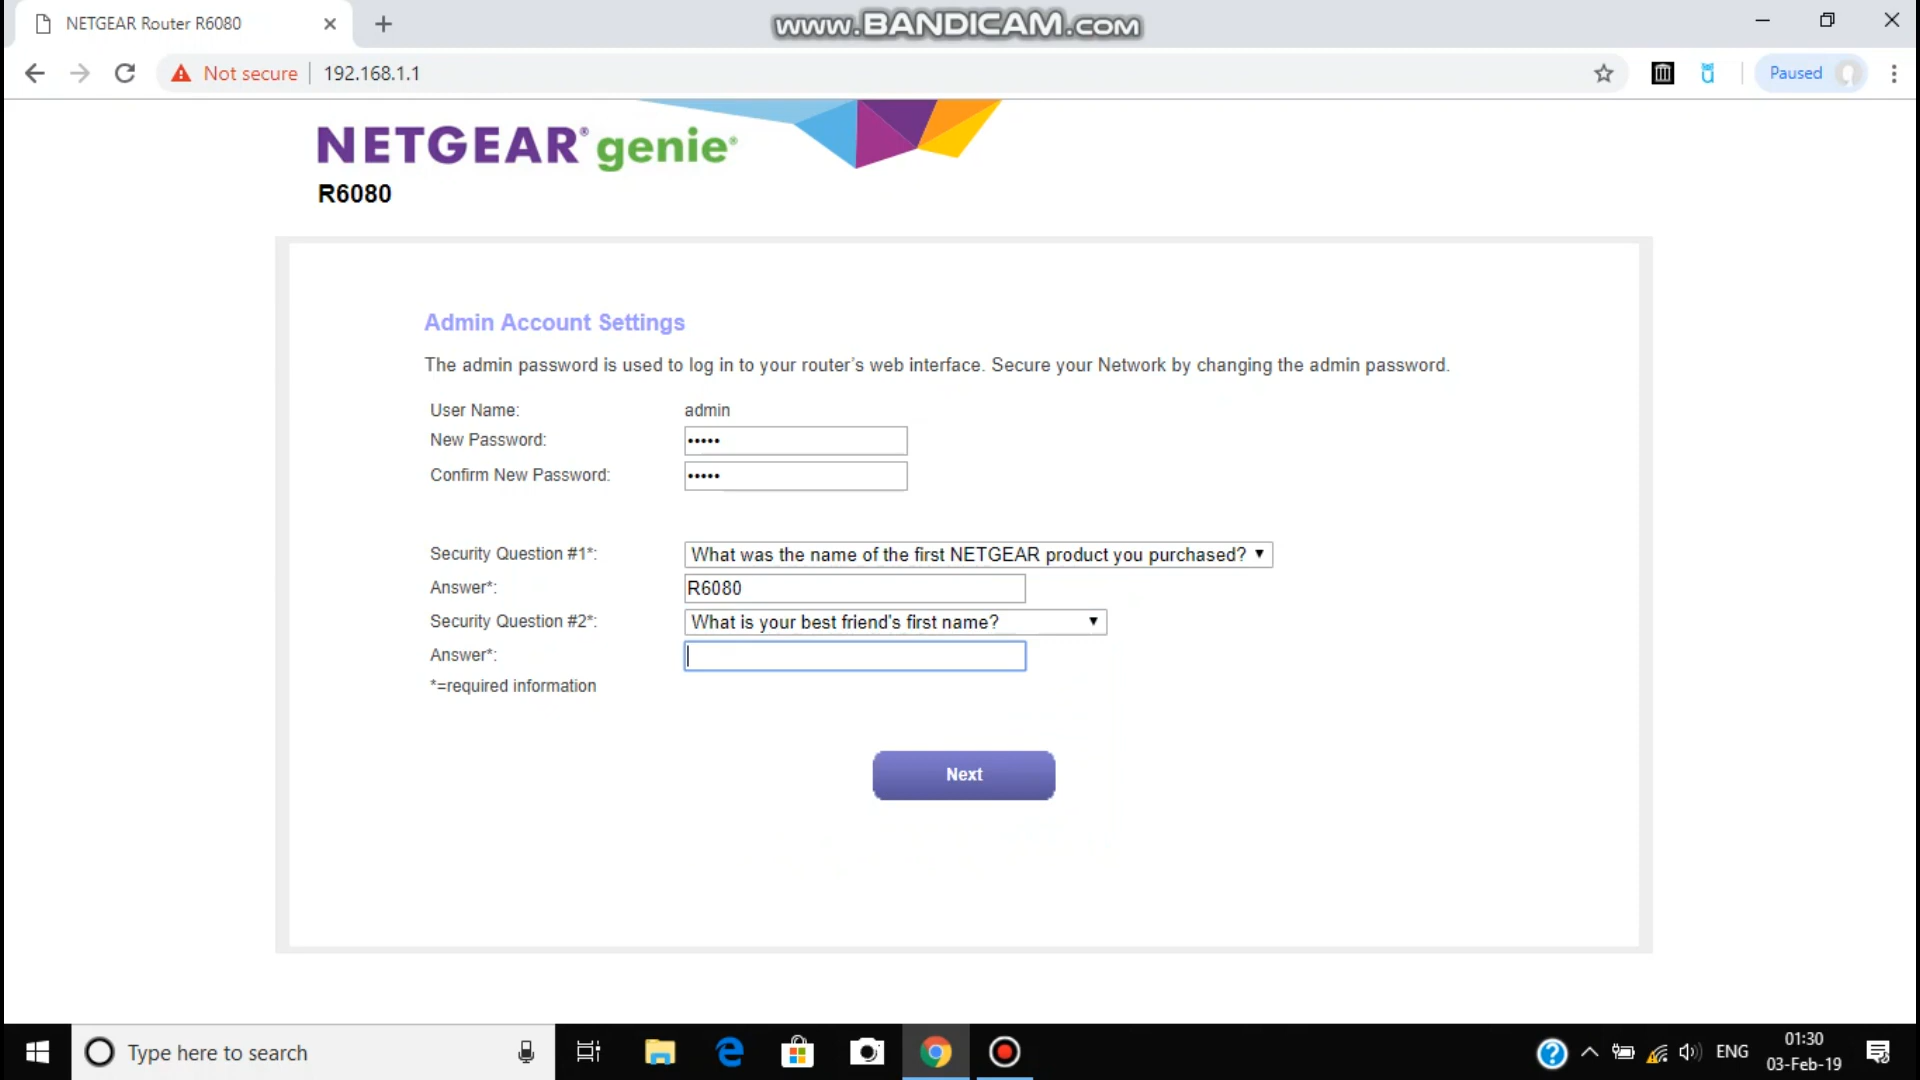 NETGEAR Router R6080
www.BANDICAM.com
Not secure 192.168.1.1
Paused
NETGEAR® genie®
R6080
Admin Account Settings
The admin password is used to log in to your router’s web interface. Secure your Network by changing the admin password.
User Name: admin
New Password: •••••
Confirm New Password: •••••
Security Question #1*: What was the name of the first NETGEAR product you purchased?
Answer*: R6080
Security Question #2*: What is your best friend's first name?
Answer*:
*=required information
Next
Type here to search
ENG
01:30
03-Feb-19